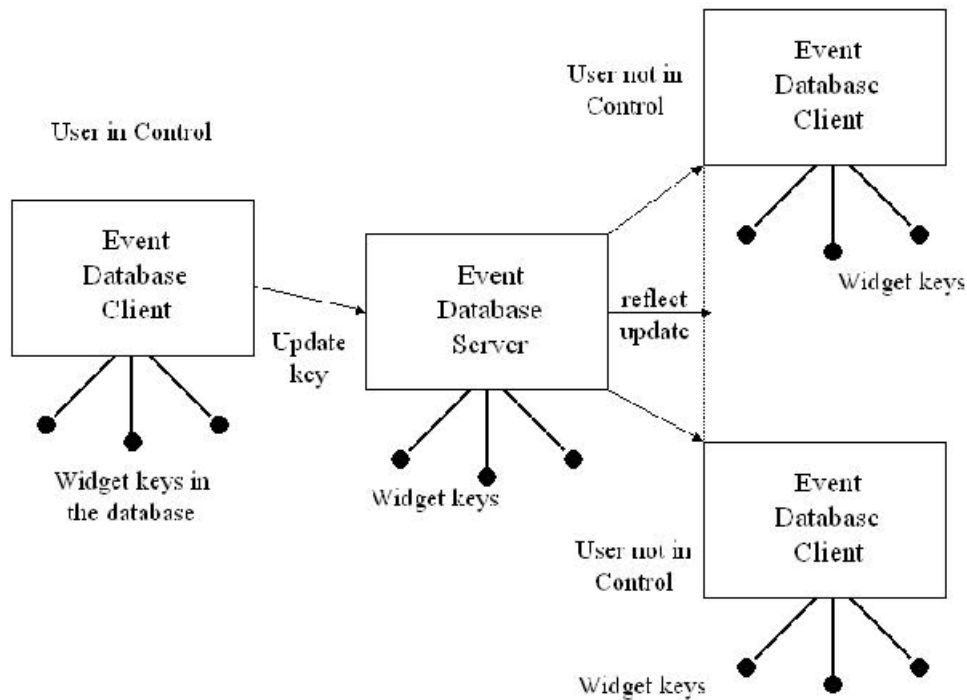 User in Control
Event
Database
Client
Widget keys in
the database
Update
key
Event
Database
Server
Widget keys
reflect
update
User not in
Control
Event
Database
Client
Widget keys
User not in
Control
Event
Database
Client
Widget keys